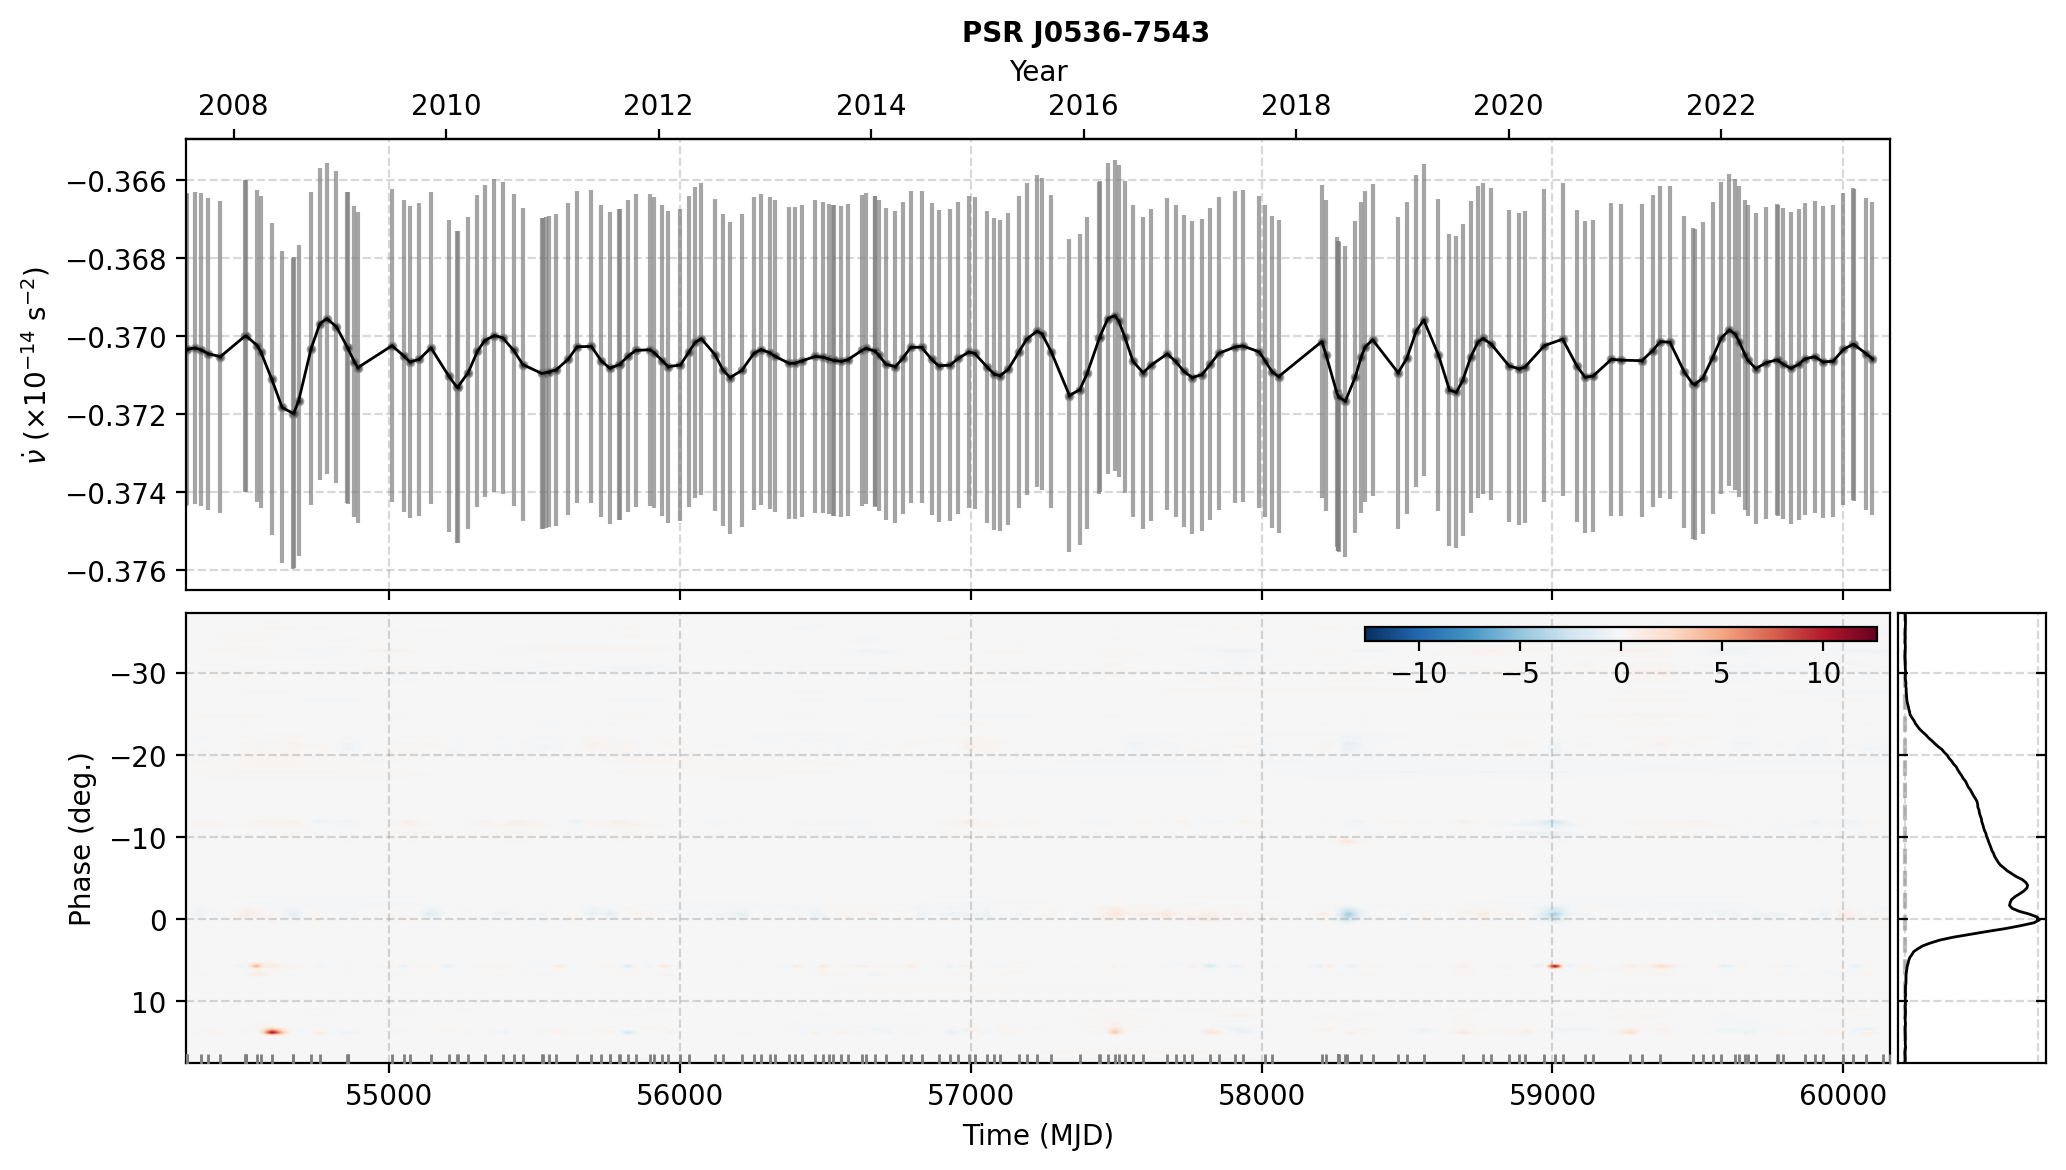 PSR J0536-7543
Year
2008 2010 2012 2014 2016 2018 2020 2022
−0.366
−0.368
−0.370
−0.372
−0.374
−0.376
ν̇ (×10⁻¹⁴ s⁻²)
−10 −5 0 5 10
−30
−20
−10
0
10
Phase (deg.)
55000 56000 57000 58000 59000 60000
Time (MJD)